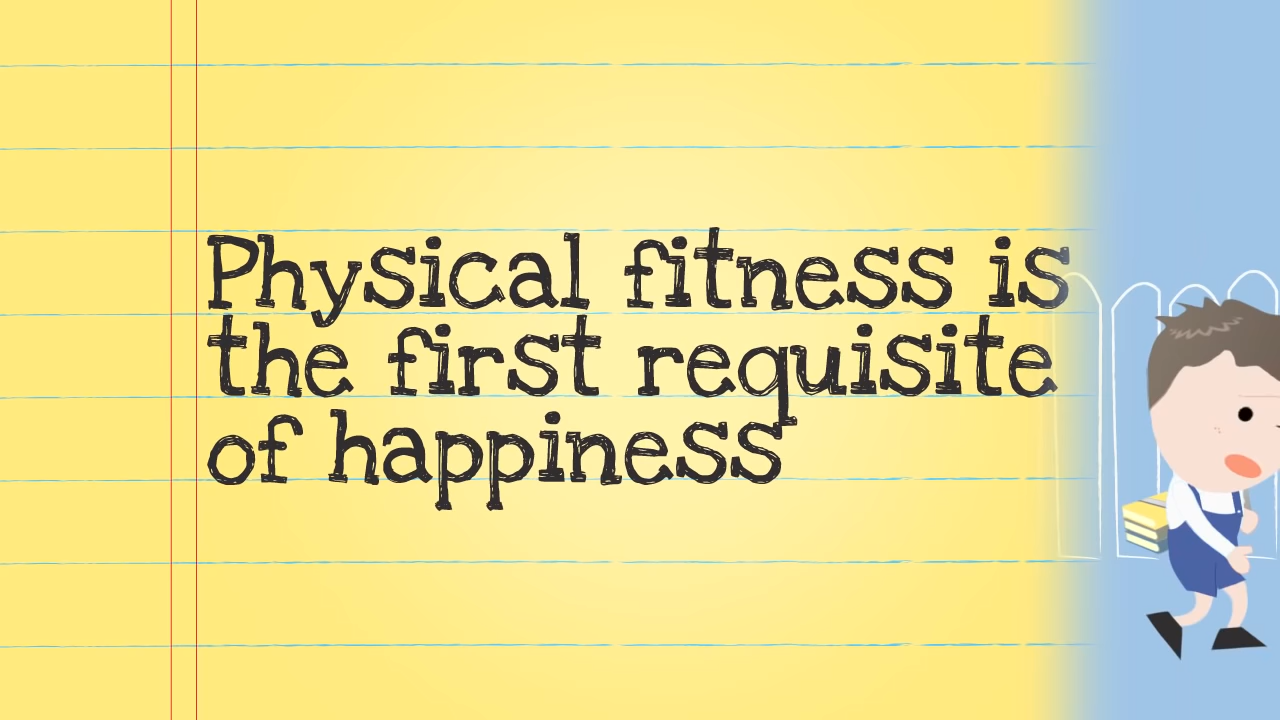 Physical fitness is
the first requisite
of happiness